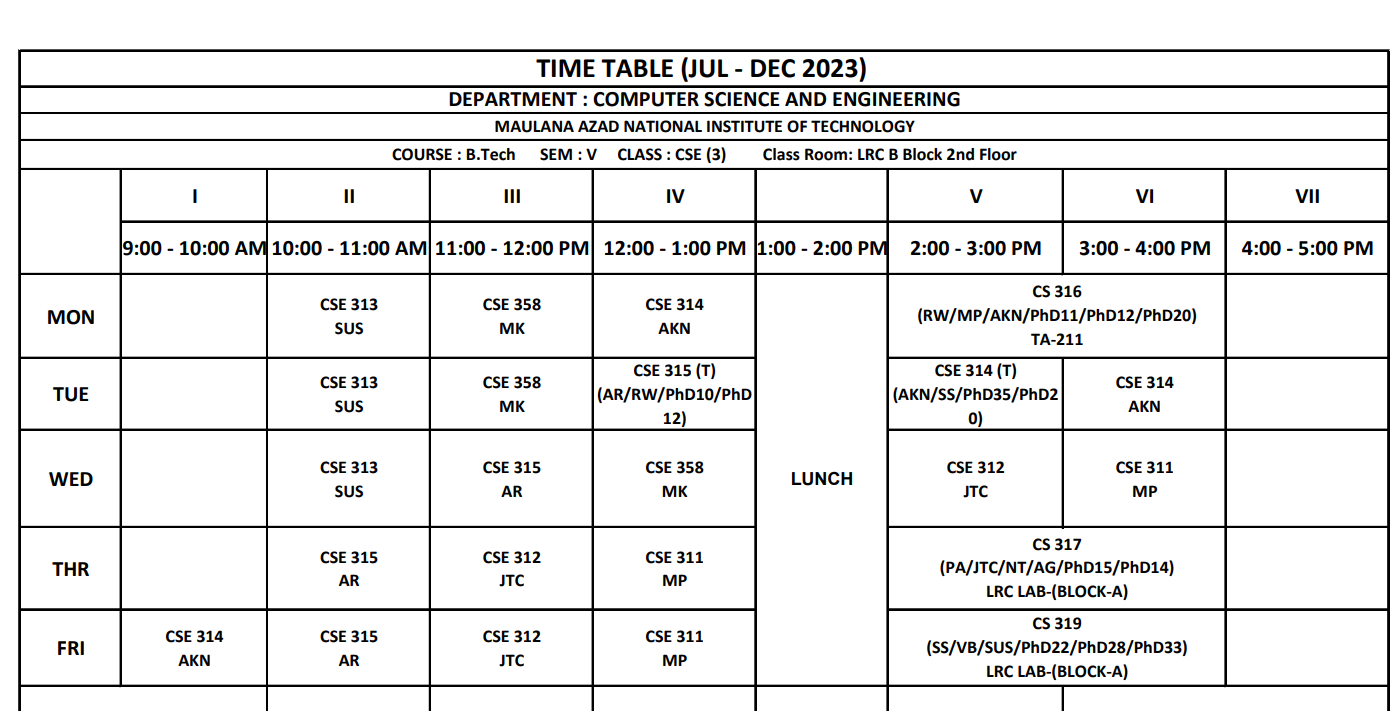 TIME TABLE (JUL - DEC 2023)
DEPARTMENT : COMPUTER SCIENCE AND ENGINEERING
MAULANA AZAD NATIONAL INSTITUTE OF TECHNOLOGY
COURSE : B.Tech SEM : V CLASS : CSE (3) Class Room: LRC B Block 2nd Floor
I II III IV V VI VII
9:00 - 10:00 AM 10:00 - 11:00 AM 11:00 - 12:00 PM 12:00 - 1:00 PM 1:00 - 2:00 PM 2:00 - 3:00 PM 3:00 - 4:00 PM 4:00 - 5:00 PM
MON
CSE 313
SUS
CSE 358
MK
CSE 314
AKN
CS 316
(RW/MP/AKN/PhD11/PhD12/PhD20)
TA-211
TUE
CSE 313
SUS
CSE 358
MK
CSE 315 (T)
(AR/RW/PhD10/PhD
12)
CSE 314 (T)
(AKN/SS/PhD35/PhD2
0)
CSE 314
AKN
WED
CSE 313
SUS
CSE 315
AR
CSE 358
MK
LUNCH
CSE 312
JTC
CSE 311
MP
THR
CSE 315
AR
CSE 312
JTC
CSE 311
MP
CS 317
(PA/JTC/NT/AG/PhD15/PhD14)
LRC LAB-(BLOCK-A)
FRI
CSE 314
AKN
CSE 315
AR
CSE 312
JTC
CSE 311
MP
CS 319
(SS/VB/SUS/PhD22/PhD28/PhD33)
LRC LAB-(BLOCK-A)